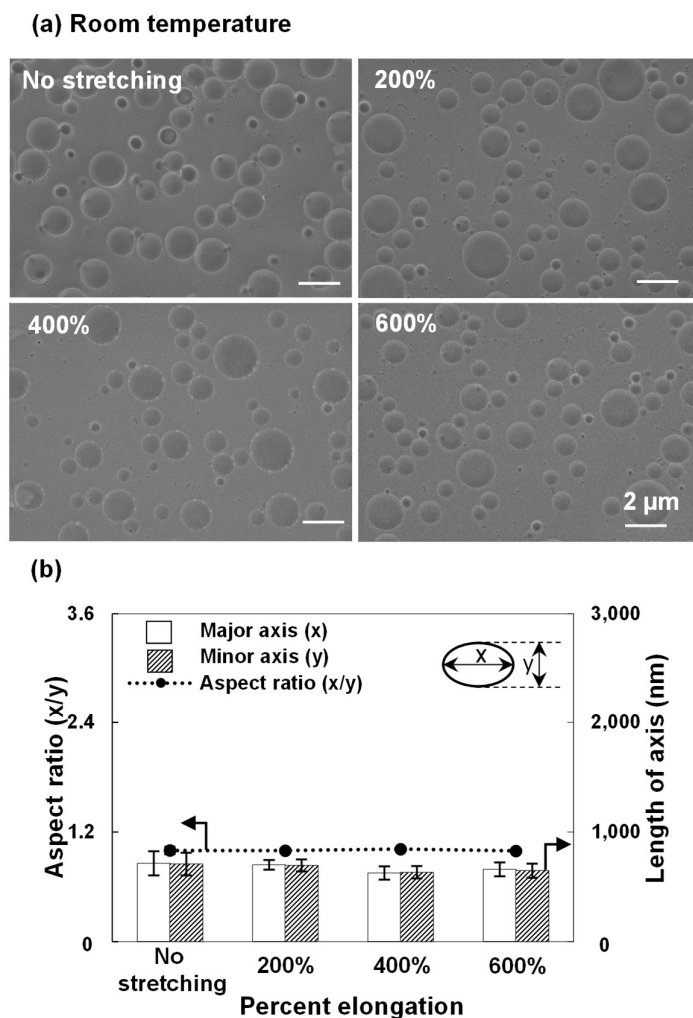 (a) Room temperature
No stretching
200%
400%
600%
2 µm
(b)
3.6
2.4
1.2
0
Aspect ratio (x/y)
Major axis (x)
Minor axis (y)
Aspect ratio (x/y)
x
y
3,000
2,000
1,000
0
Length of axis (nm)
No
stretching
200%
400%
600%
Percent elongation